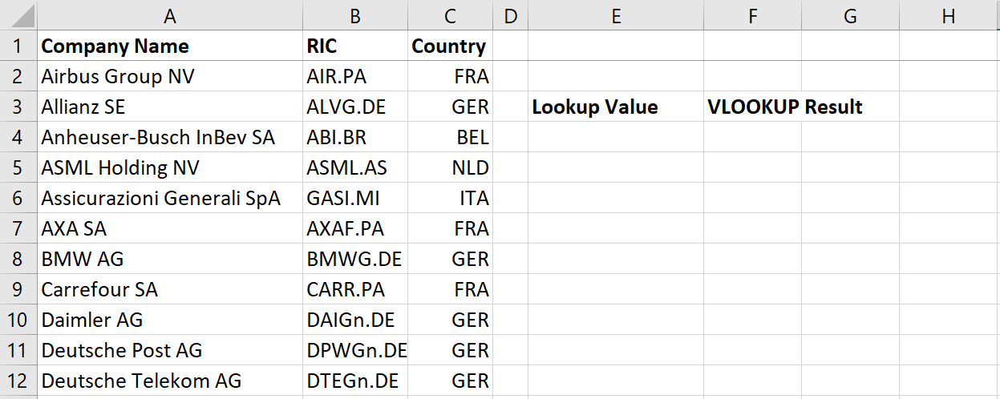 A B C D E F G H
1 Company Name RIC Country
2 Airbus Group NV AIR.PA FRA
3 Allianz SE ALVG.DE GER Lookup Value VLOOKUP Result
4 Anheuser-Busch InBev SA ABI.BR BEL
5 ASML Holding NV ASML.AS NLD
6 Assicurazioni Generali SpA GASI.MI ITA
7 AXA SA AXAF.PA FRA
8 BMW AG BMWG.DE GER
9 Carrefour SA CARR.PA FRA
10 Daimler AG DAIGn.DE GER
11 Deutsche Post AG DPWGn.DE GER
12 Deutsche Telekom AG DTEGn.DE GER